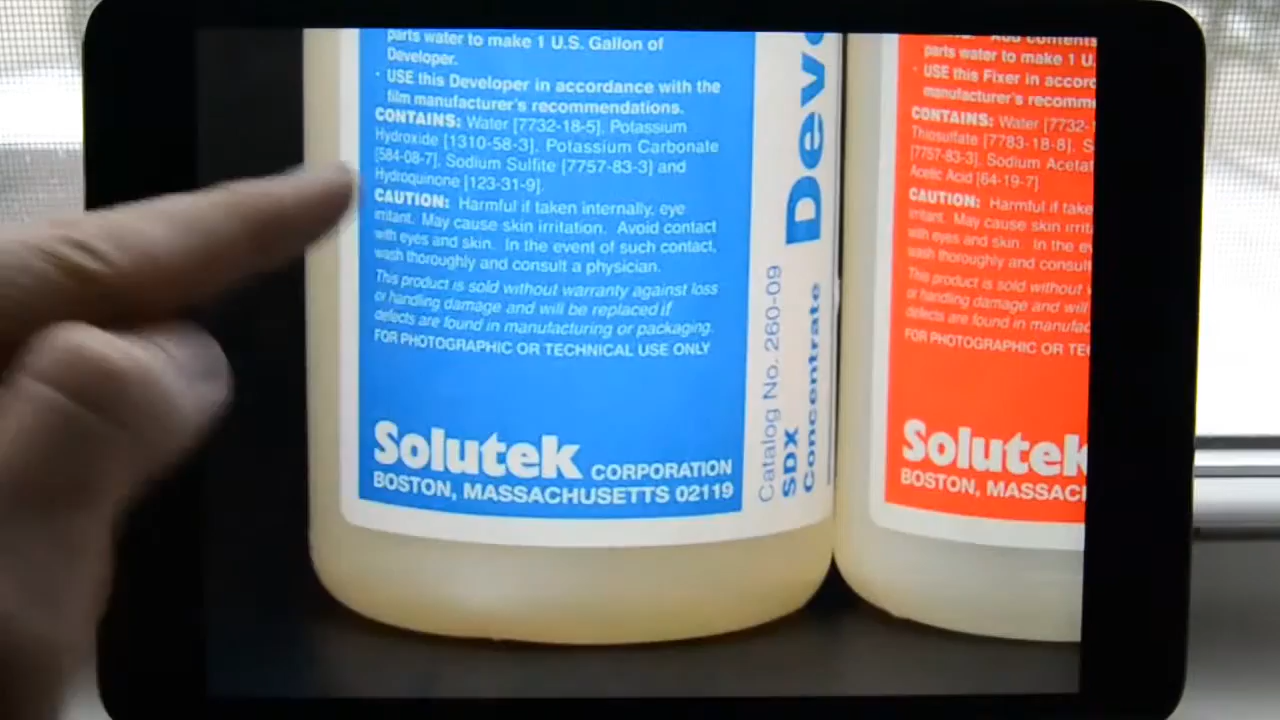 parts water to make 1 U.S. Gallon of
Developer.
· USE this Developer in accordance with the
film manufacturer's recommendations.
CONTAINS: Water [7732-18-5], Potassium
Hydroxide [1310-58-3], Potassium Carbonate
[584-08-7], Sodium Sulfite [7757-83-3] and
Hydroquinone [123-31-9].
CAUTION: Harmful if taken internally, eye
irritant. May cause skin irritation. Avoid contact
with eyes and skin. In the event of such contact,
wash thoroughly and consult a physician.
This product is sold without warranty against loss
or handling damage and will be replaced if
defects are found in manufacturing or packaging.
FOR PHOTOGRAPHIC OR TECHNICAL USE ONLY
Solutek CORPORATION
BOSTON, MASSACHUSETTS 02119
Catalog No. 260-09
SDX
Concentrate
Deve
Add contents
parts water to make 1 U.
· USE this Fixer in accord
manufacturer's recomm
CONTAINS: Water [7732-1
Thiosulfate [7783-18-8], S
[7757-83-3], Sodium Acetat
Acetic Acid [64-19-7]
CAUTION: Harmful if take
irritant. May cause skin irrit
with eyes and skin. In the ev
wash thoroughly and consult
This product is sold without
or handling damage and will
defects are found in manufac
FOR PHOTOGRAPHIC OR TE
Solutek
BOSTON, MASSAC